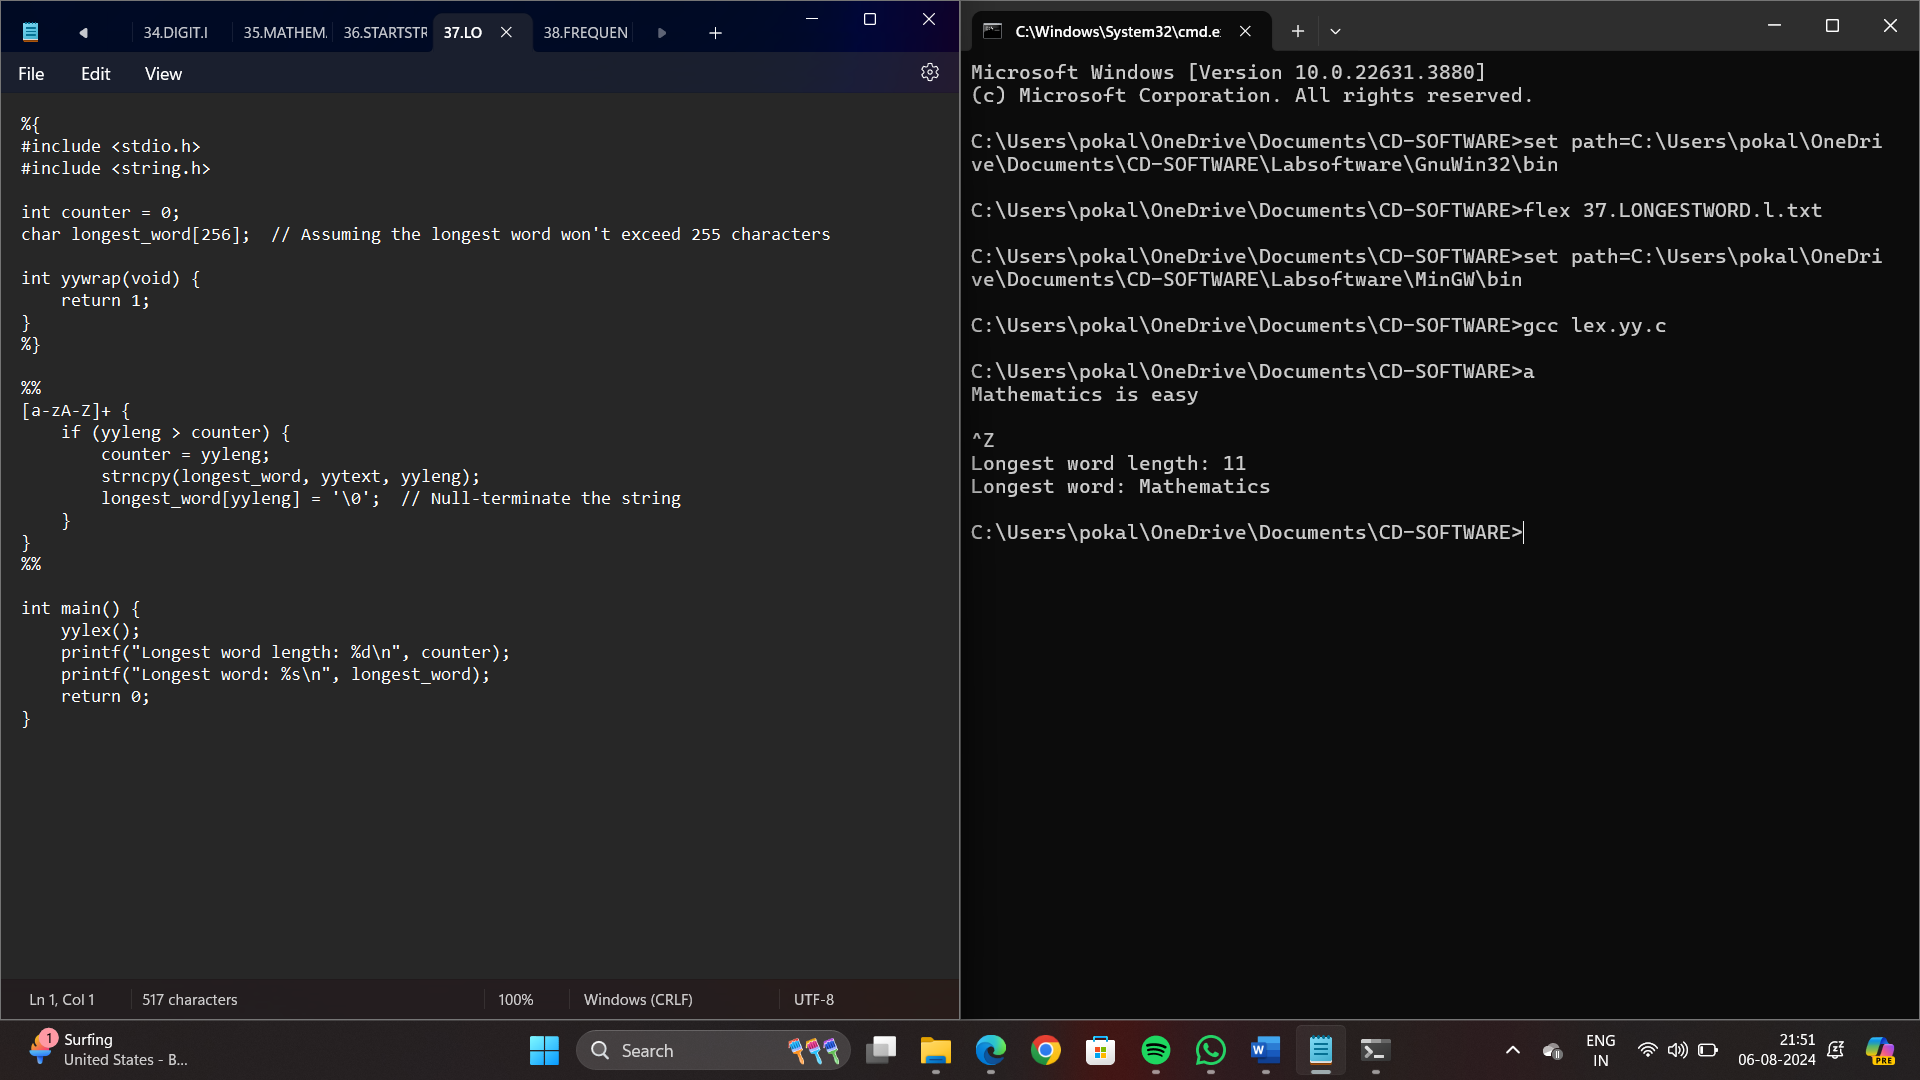 34.DIGIT.l
35.MATHEM.
36.STARTSTR
37.LO
38.FREQUEN
File Edit View
%{
#include <stdio.h>
#include <string.h>
int counter = 0;
char longest_word[256];  // Assuming the longest word won't exceed 255 characters
int yywrap(void) {
    return 1;
}
%}
%%
[a-zA-Z]+ {
    if (yyleng > counter) {
        counter = yyleng;
        strncpy(longest_word, yytext, yyleng);
        longest_word[yyleng] = '\0';  // Null-terminate the string
    }
}
%%
int main() {
    yylex();
    printf("Longest word length: %d\n", counter);
    printf("Longest word: %s\n", longest_word);
    return 0;
}
Ln 1, Col 1
517 characters
100%
Windows (CRLF)
UTF-8
C:\Windows\System32\cmd.e
Microsoft Windows [Version 10.0.22631.3880]
(c) Microsoft Corporation. All rights reserved.
C:\Users\pokal\OneDrive\Documents\CD-SOFTWARE>set path=C:\Users\pokal\OneDri
ve\Documents\CD-SOFTWARE\Labsoftware\GnuWin32\bin
C:\Users\pokal\OneDrive\Documents\CD-SOFTWARE>flex 37.LONGESTWORD.l.txt
C:\Users\pokal\OneDrive\Documents\CD-SOFTWARE>set path=C:\Users\pokal\OneDri
ve\Documents\CD-SOFTWARE\Labsoftware\MinGW\bin
C:\Users\pokal\OneDrive\Documents\CD-SOFTWARE>gcc lex.yy.c
C:\Users\pokal\OneDrive\Documents\CD-SOFTWARE>a
Mathematics is easy
^Z
Longest word length: 11
Longest word: Mathematics
C:\Users\pokal\OneDrive\Documents\CD-SOFTWARE>
1
Surfing
United States - B...
Search
W
PRE
ENG
IN
21:51
06-08-2024